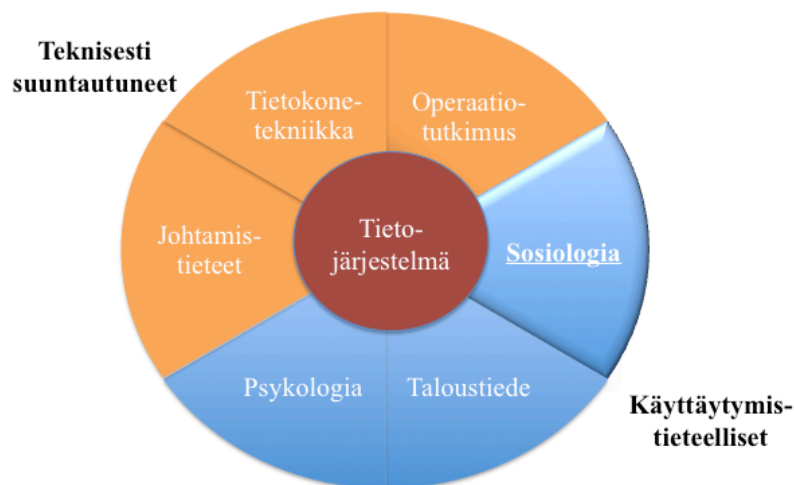 Teknisesti
suuntautuneet
Tietokone-
tekniikka
Operaatio-
tutkimus
Johtamis-
tieteet
Tieto-
järjestelmä
Sosiologia
Psykologia
Taloustiede
Käyttäytymis-
tieteelliset